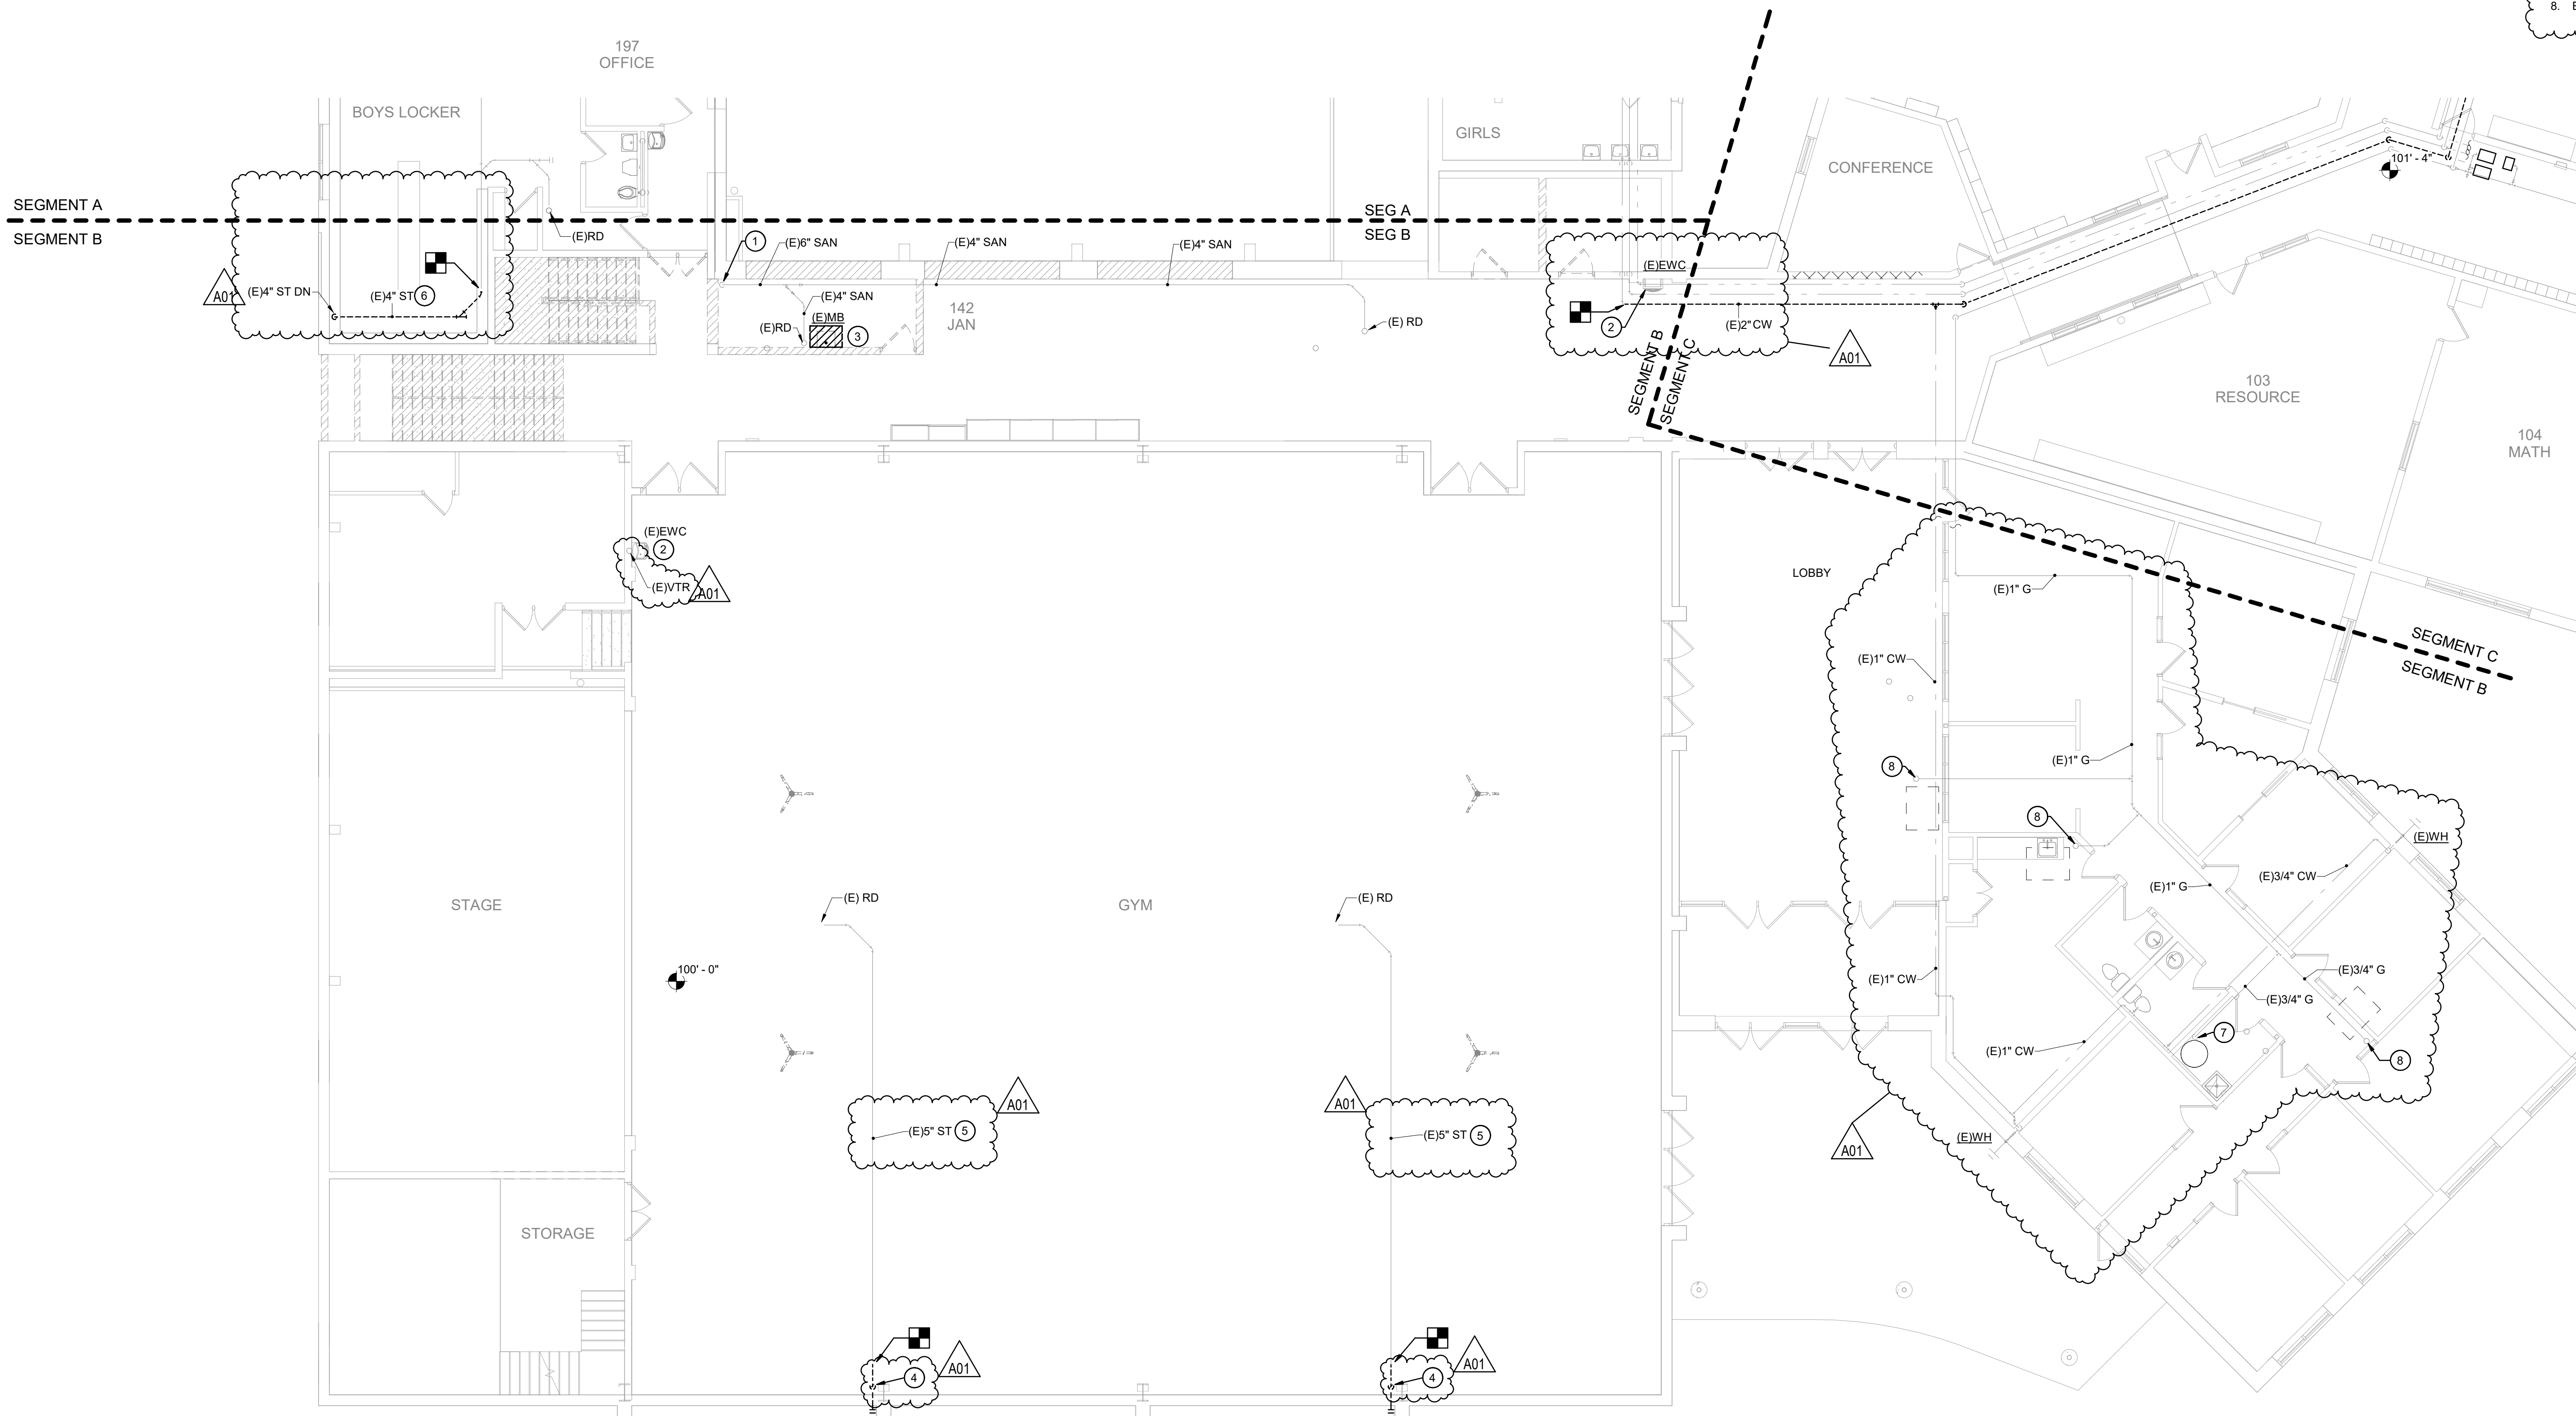 8. E
197
OFFICE
BOYS LOCKER
GIRLS
CONFERENCE
101' - 4"
SEGMENT A
SEGMENT B
SEG A
SEG B
(E)RD
1
(E)6" SAN
(E)4" SAN
(E)4" SAN
(E)EWC
A01
(E)4" ST DN
(E)4" ST
6
(E)4" SAN
(E)MB
(E)RD
3
142
JAN
(E) RD
2
(E)2" CW
A01
SEGMENT B
SEGMENT C
103
RESOURCE
104
MATH
(E)EWC
2
(E)VTR
A01
LOBBY
(E)1" G
(E)1" CW
SEGMENT C
SEGMENT B
(E)1" G
8
8
(E)WH
(E)3/4" CW
(E)1" G
STAGE
(E) RD
GYM
(E) RD
100' - 0"
(E)1" CW
(E)3/4" G
(E)3/4" G
7
8
(E)1" CW
A01
A01
(E)5" ST
5
(E)5" ST
5
(E)WH
A01
STORAGE
4
A01
4
A01